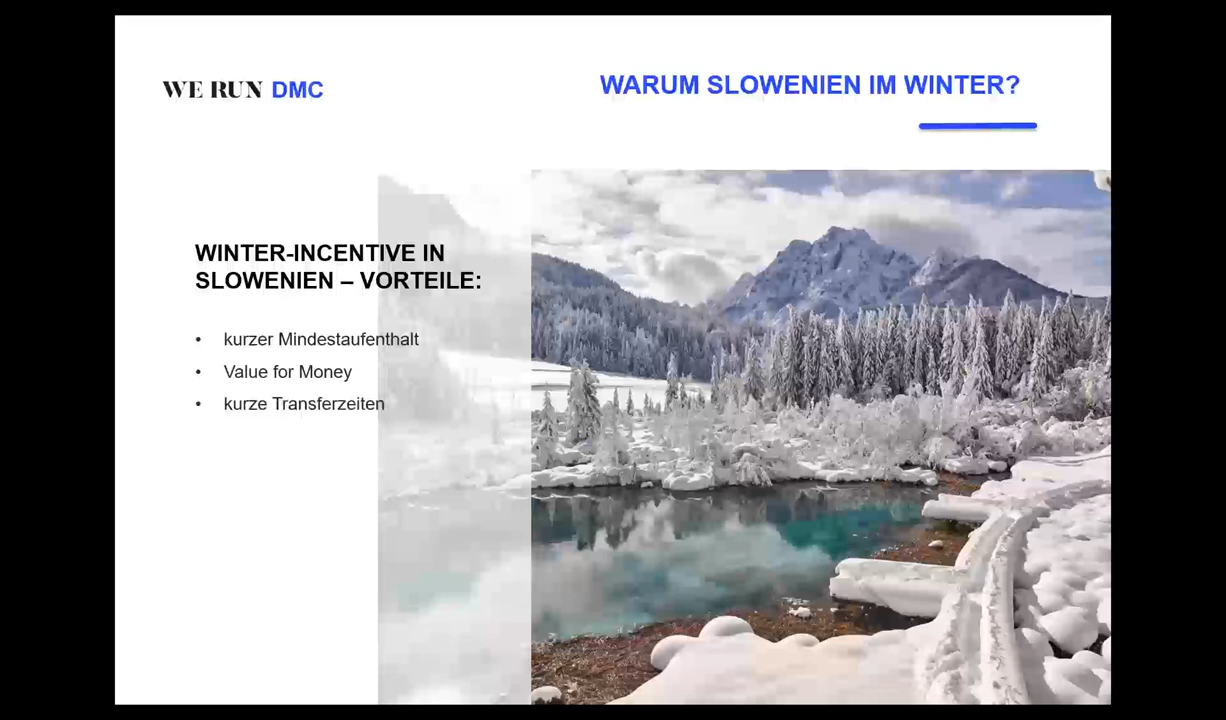 WE RUN DMC
WARUM SLOWENIEN IM WINTER?
WINTER-INCENTIVE IN
SLOWENIEN – VORTEILE:
• kurzer Mindestaufenthalt
• Value for Money
• kurze Transferzeiten